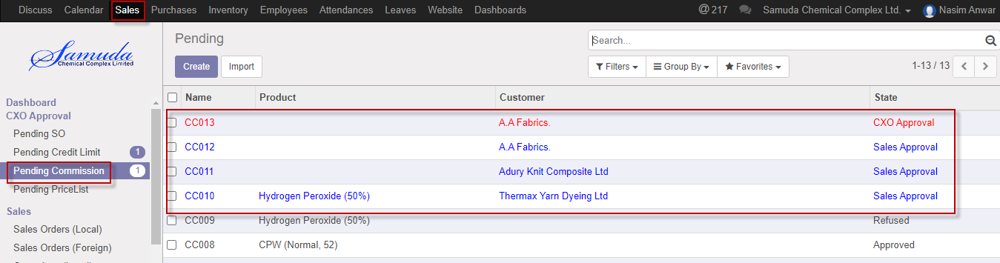 Discuss Calendar Sales Purchases Inventory Employees Attendances Leaves Website Dashboards @ 217 Samuda Chemical Complex Ltd. Nasim Anwar
Samuda
Chemical Complex Limited
Dashboard
CXO Approval
Pending SO
Pending Credit Limit 1
Pending Commission 1
Pending PriceList
Sales
Sales Orders (Local)
Sales Orders (Foreign)
Pending
Search...
Create Import
Filters Group By Favorites 1-13 / 13
Name Product Customer State
CC013 A.A Fabrics. CXO Approval
CC012 A.A Fabrics. Sales Approval
CC011 Adury Knit Composite Ltd Sales Approval
CC010 Hydrogen Peroxide (50%) Thermax Yarn Dyeing Ltd Sales Approval
CC009 Hydrogen Peroxide (50%) Refused
CC008 CPW (Normal, 52) Approved